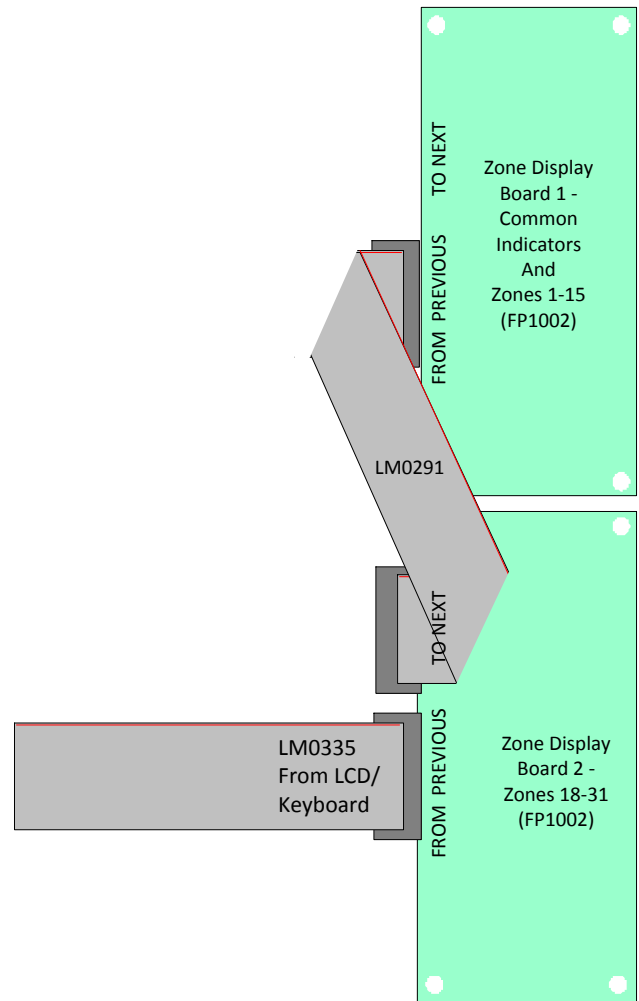 TO NEXT
FROM PREVIOUS
Zone Display
Board 1 -
Common
Indicators
And
Zones 1-15
(FP1002)
LM0291
TO NEXT
FROM PREVIOUS
LM0335
From LCD/
Keyboard
Zone Display
Board 2 -
Zones 18-31
(FP1002)